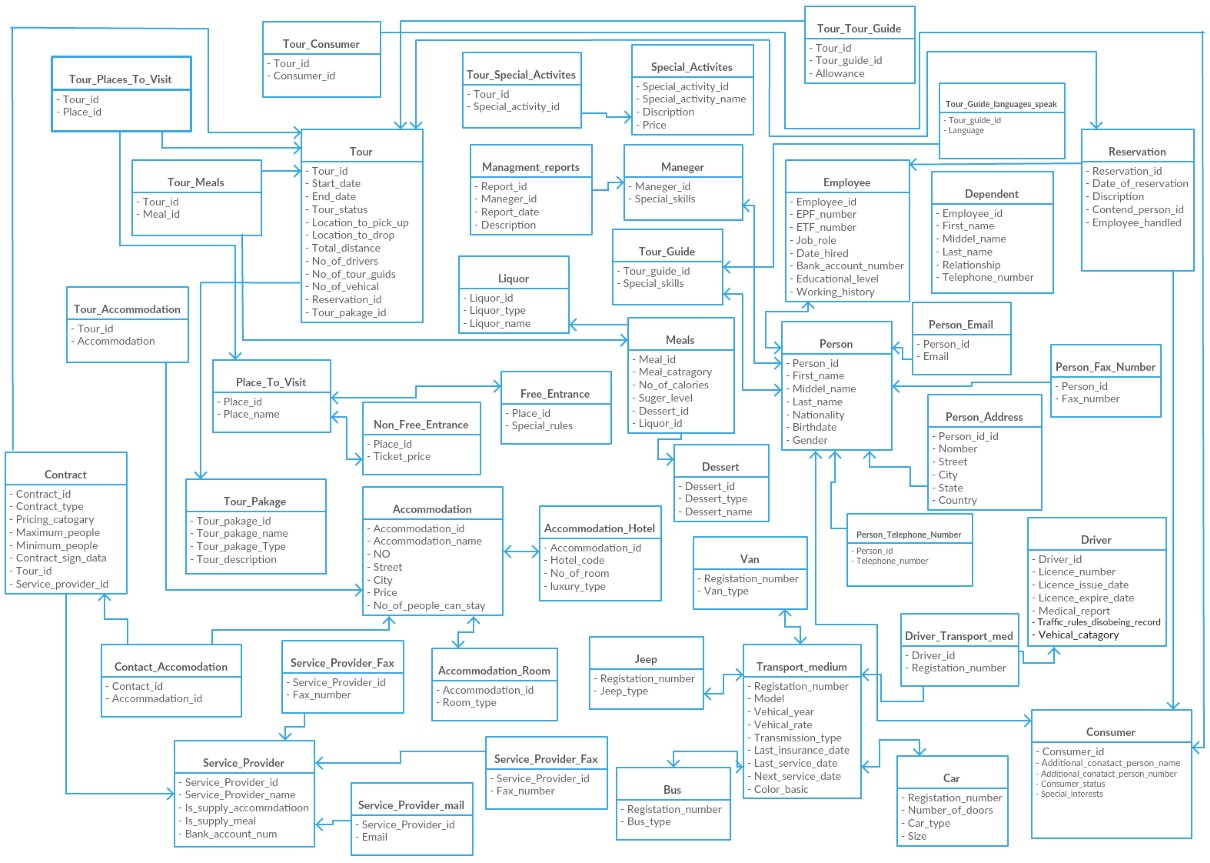 Tour_Consumer
- Tour_id
- Consumer_id
Tour_Tour_Guide
- Tour_id
- Tour_guide_id
- Allowance
Tour_Places_To_Visit
- Tour_id
- Place_id
Tour_Special_Activites
- Tour_id
- Special_activity_id
Special_Activites
- Special_activity_id
- Special_activity_name
- Discription
- Price
Tour_Guide_languages_speak
- Tour_guide_id
- Language
Tour
- Tour_id
- Start_date
- End_date
- Tour_status
- Location_to_pick_up
- Location_to_drop
- Total_distance
- No_of_drivers
- No_of_tour_guids
- No_of_vehical
- Reservation_id
- Tour_pakage_id
Tour_Meals
- Tour_id
- Meal_id
Managment_reports
- Report_id
- Maneger_id
- Report_date
- Description
Maneger
- Maneger_id
- Special_skills
Employee
- Employee_id
- EPF_number
- ETF_number
- Job_role
- Date_hired
- Bank_account_number
- Educational_level
- Working_history
Dependent
- Employee_id
- First_name
- Middel_name
- Last_name
- Relationship
- Telephone_number
Reservation
- Reservation_id
- Date_of_reservation
- Discription
- Contend_person_id
- Employee_handled
Tour_Guide
- Tour_guide_id
- Special_skills
Liquor
- Liquor_id
- Liquor_type
- Liquor_name
Tour_Accommodation
- Tour_id
- Accommodation
Meals
- Meal_id
- Meal_catragory
- No_of_calories
- Suger_level
- Dessert_id
- Liquor_id
Person
- Person_id
- First_name
- Middel_name
- Last_name
- Nationality
- Birthdate
- Gender
Person_Email
- Person_id
- Email
Person_Fax_Number
- Person_id
- Fax_number
Place_To_Visit
- Place_id
- Place_name
Free_Entrance
- Place_id
- Special_rules
Non_Free_Entrance
- Place_id
- Ticket_price
Person_Address
- Person_id_id
- Nomber
- Street
- City
- State
- Country
Contract
- Contract_id
- Contract_type
- Pricing_catogary
- Maximum_people
- Minimum_people
- Contract_sign_data
- Tour_id
- Service_provider_id
Tour_Pakage
- Tour_pakage_id
- Tour_pakage_name
- Tour_pakage_Type
- Tour_description
Accommodation
- Accommodation_id
- Accommodation_name
- NO
- Street
- City
- Price
- No_of_people_can_stay
Accommodation_Hotel
- Accommodation_id
- Hotel_code
- No_of_room
- luxury_type
Dessert
- Dessert_id
- Dessert_type
- Dessert_name
Person_Telephone_Number
- Person_id
- Telephone_number
Driver
- Driver_id
- Licence_number
- Licence_issue_date
- Licence_expire_date
- Medical_report
- Traffic_rules_disobeing_record
- Vehical_catagory
Van
- Registation_number
- Van_type
Contact_Accomodation
- Contact_id
- Accommadation_id
Service_Provider_Fax
- Service_Provider_id
- Fax_number
Accommodation_Room
- Accommodation_id
- Room_type
Jeep
- Registation_number
- Jeep_type
Transport_medium
- Registation_number
- Model
- Vehical_year
- Vehical_rate
- Transmission_type
- Last_insurance_date
- Last_service_date
- Next_service_date
- Color_basic
Driver_Transport_med
- Driver_id
- Registation_number
Consumer
- Consumer_id
- Additional_conatact_person_name
- Additional_conatact_person_number
- Consumer_status
- Special_interests
Service_Provider
- Service_Provider_id
- Service_Provider_name
- Is_supply_accommdatioon
- Is_supply_meal
- Bank_account_num
Service_Provider_Fax
- Service_Provider_id
- Fax_number
Service_Provider_mail
- Service_Provider_id
- Email
Bus
- Registation_number
- Bus_type
Car
- Registation_number
- Number_of_doors
- Car_type
- Size